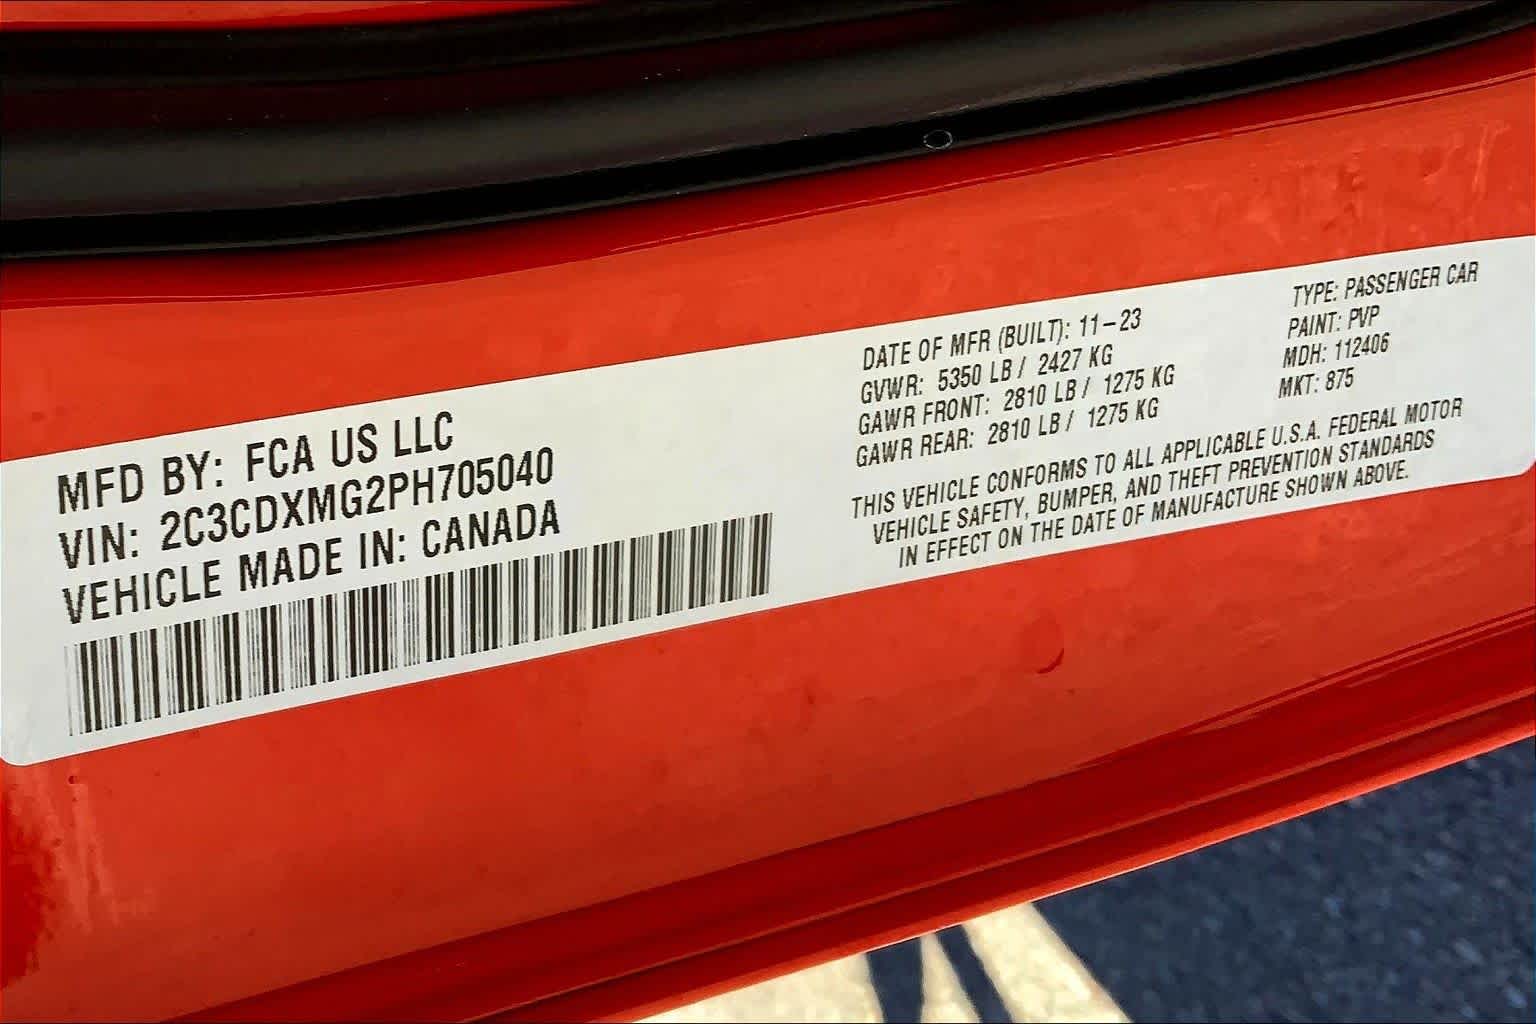 MFD BY: FCA US LLC
VIN: 2C3CDXMG2PH705040
VEHICLE MADE IN: CANADA
DATE OF MFR (BUILT): 11-23
GVWR: 5350 LB / 2427 KG
GAWR FRONT: 2810 LB / 1275 KG
GAWR REAR: 2810 LB / 1275 KG
TYPE: PASSENGER CAR
PAINT: PVP
MDH: 112406
MKT: 875
THIS VEHICLE CONFORMS TO ALL APPLICABLE U.S.A. FEDERAL MOTOR
VEHICLE SAFETY, BUMPER, AND THEFT PREVENTION STANDARDS
IN EFFECT ON THE DATE OF MANUFACTURE SHOWN ABOVE.